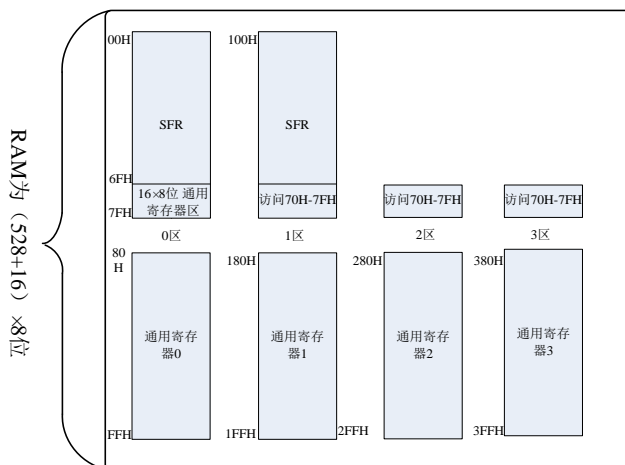 RAM为（528+16）×8位
00H
100H
SFR
SFR
6FH
7FH
16×8位 通用
寄存器区
访问70H-7FH
访问70H-7FH
访问70H-7FH
0区
1区
2区
3区
80
H
180H
280H
380H
通用寄存
器0
通用寄存
器1
通用寄存
器2
通用寄存
器3
FFH
1FFH
2FFH
3FFH